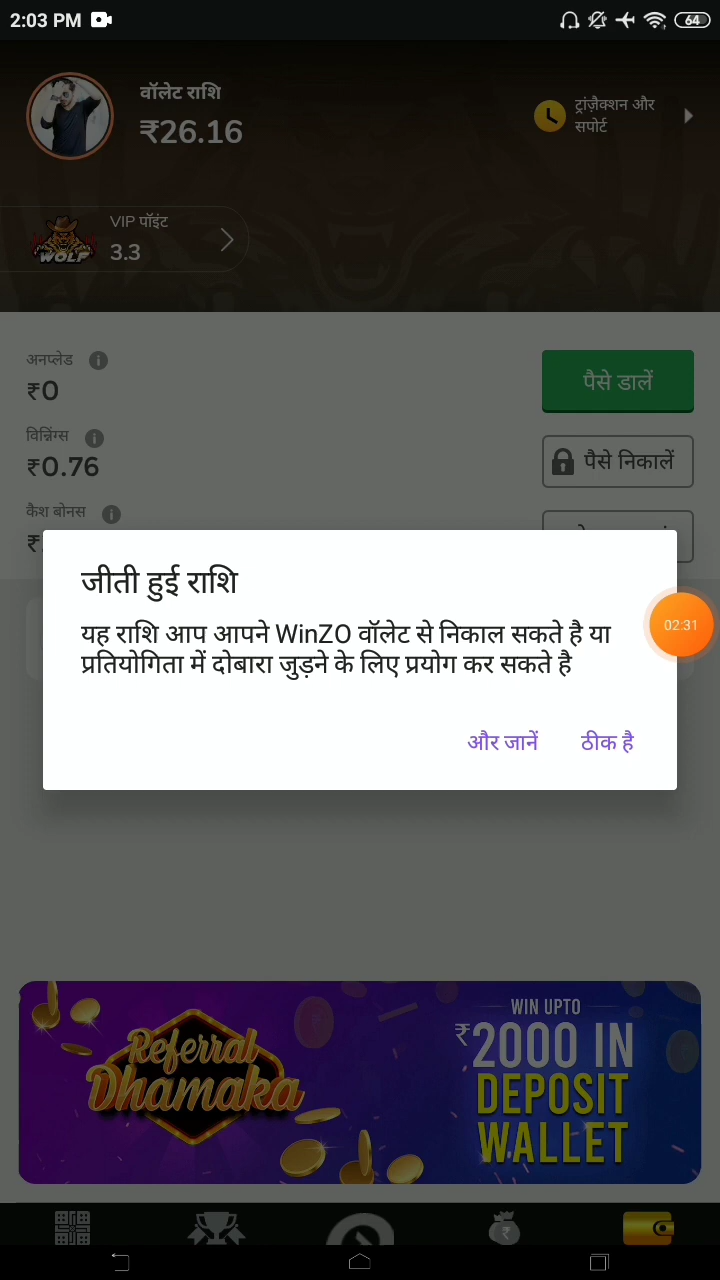 2:03 PM
64
वॉलेट राशि
₹26.16
ट्रांज़ैक्शन और
सपोर्ट
VIP पॉइंट
3.3
WOLF
अनप्लेड
₹0
पैसे डालें
विन्निंग्स
₹0.76
पैसे निकालें
कैश बोनस
₹
जीती हुई राशि
यह राशि आप आपने WinZO वॉलेट से निकाल सकते है या
प्रतियोगिता में दोबारा जुड़ने के लिए प्रयोग कर सकते है
02:31
और जानें
ठीक है
Referral
Dhamaka
WIN UPTO
₹2000 IN
DEPOSIT
WALLET